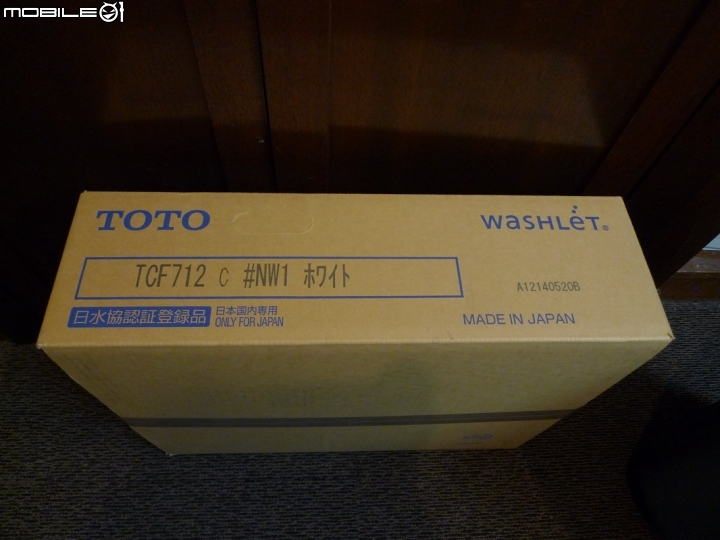 MOBILE01
TOTO
WASHLET®
TCF712 C #NW1 ホワイト
A12140520B
日水協認証登録品
日本国内専用
ONLY FOR JAPAN
MADE IN JAPAN